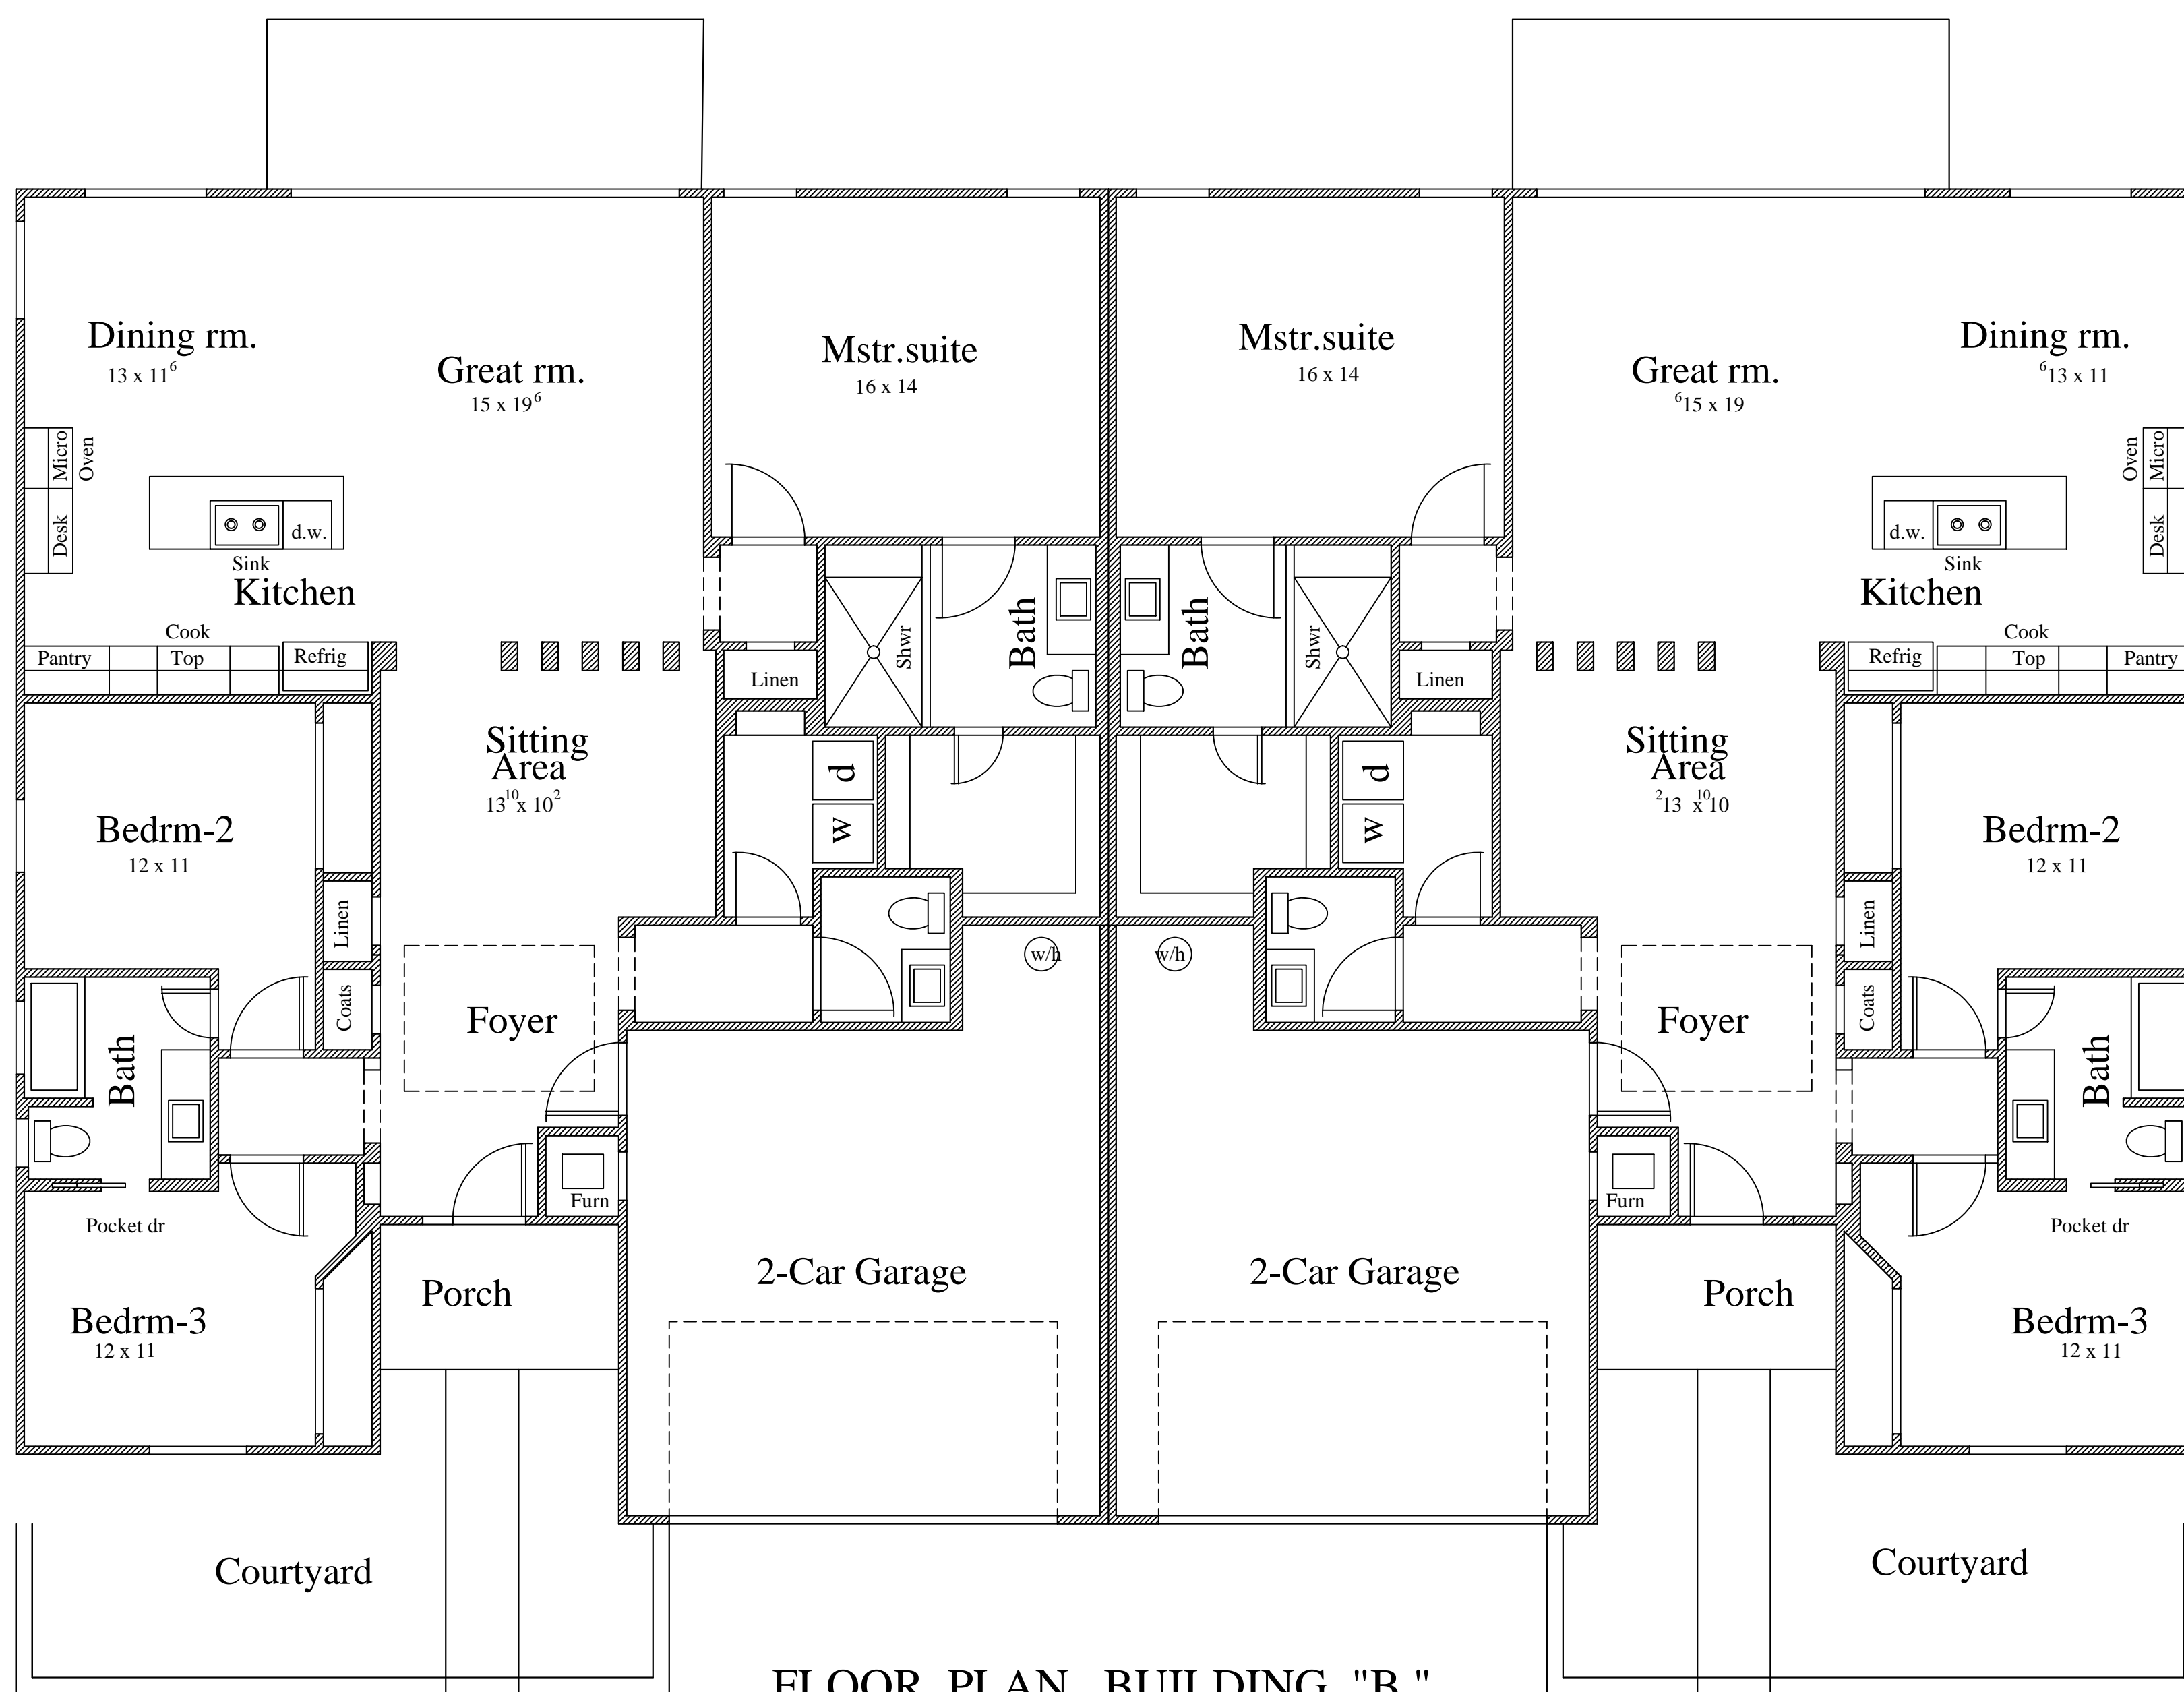 Dining rm.
13 x 11⁶
Great rm.
15 x 19⁶
Mstr.suite
16 x 14
Mstr.suite
16 x 14
Great rm.
⁶15 x 19
Dining rm.
⁶13 x 11
Micro
Oven
Desk
d.w.
Sink
Kitchen
Cook
Top
Pantry
Refrig
Bath
Shwr
Linen
Bath
Shwr
Linen
Oven
Micro
Desk
d.w.
Sink
Kitchen
Cook
Top
Refrig
Pantry
Sitting
Area
13¹⁰x 10²
d
w
d
w
Sitting
Area
²13 x¹⁰10
Bedrm-2
12 x 11
Linen
Coats
Bedrm-2
12 x 11
Linen
Coats
w/h
w/h
Foyer
Foyer
Bath
Bath
Furn
Furn
Pocket dr
Pocket dr
Bedrm-3
12 x 11
Porch
2-Car Garage
2-Car Garage
Porch
Bedrm-3
12 x 11
Courtyard
Courtyard
FLOOR PLAN BUILDING "B "